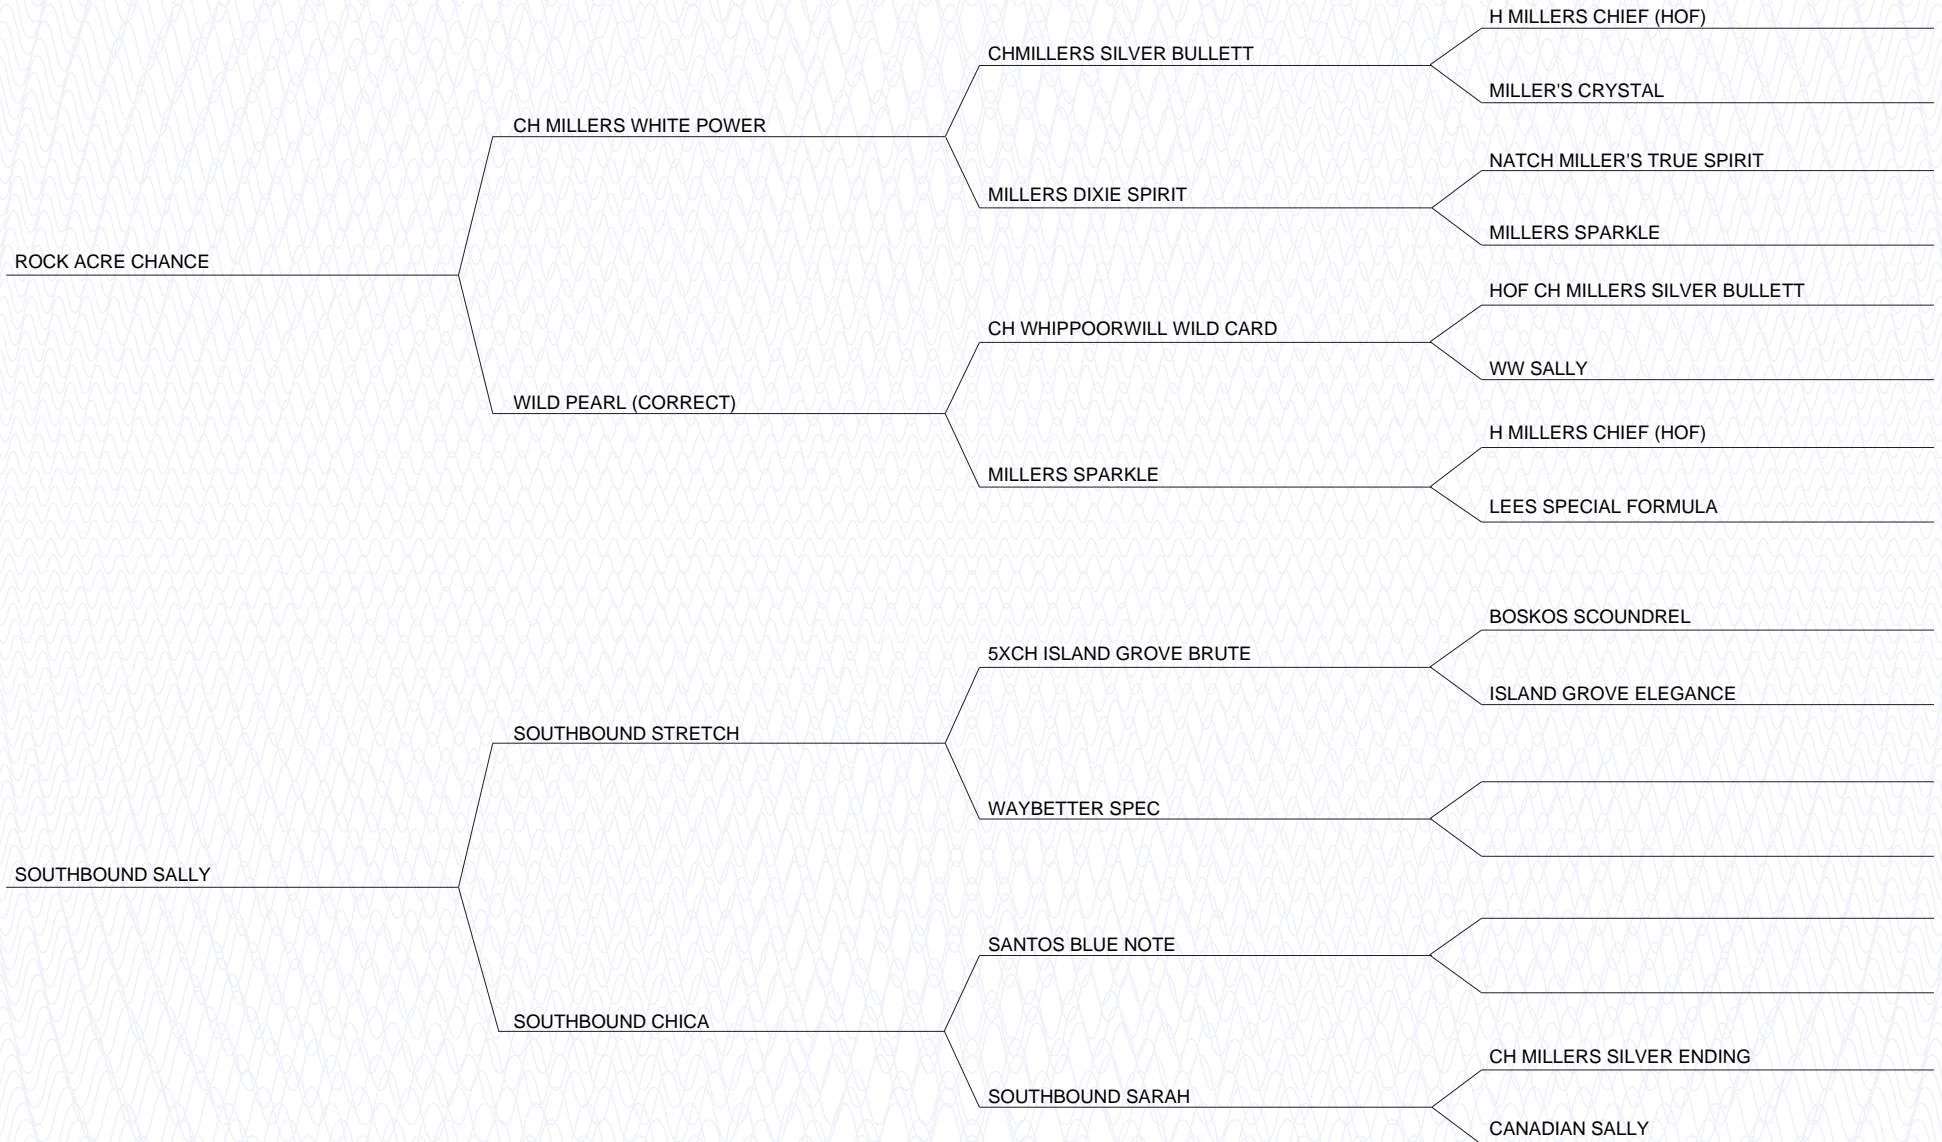 H MILLERS CHIEF (HOF)
CHMILLERS SILVER BULLETT
MILLER'S CRYSTAL
CH MILLERS WHITE POWER
NATCH MILLER'S TRUE SPIRIT
MILLERS DIXIE SPIRIT
MILLERS SPARKLE
ROCK ACRE CHANCE
HOF CH MILLERS SILVER BULLETT
CH WHIPPOORWILL WILD CARD
WW SALLY
WILD PEARL (CORRECT)
H MILLERS CHIEF (HOF)
MILLERS SPARKLE
LEES SPECIAL FORMULA
BOSKOS SCOUNDREL
5XCH ISLAND GROVE BRUTE
ISLAND GROVE ELEGANCE
SOUTHBOUND STRETCH
WAYBETTER SPEC
SOUTHBOUND SALLY
SANTOS BLUE NOTE
SOUTHBOUND CHICA
CH MILLERS SILVER ENDING
SOUTHBOUND SARAH
CANADIAN SALLY